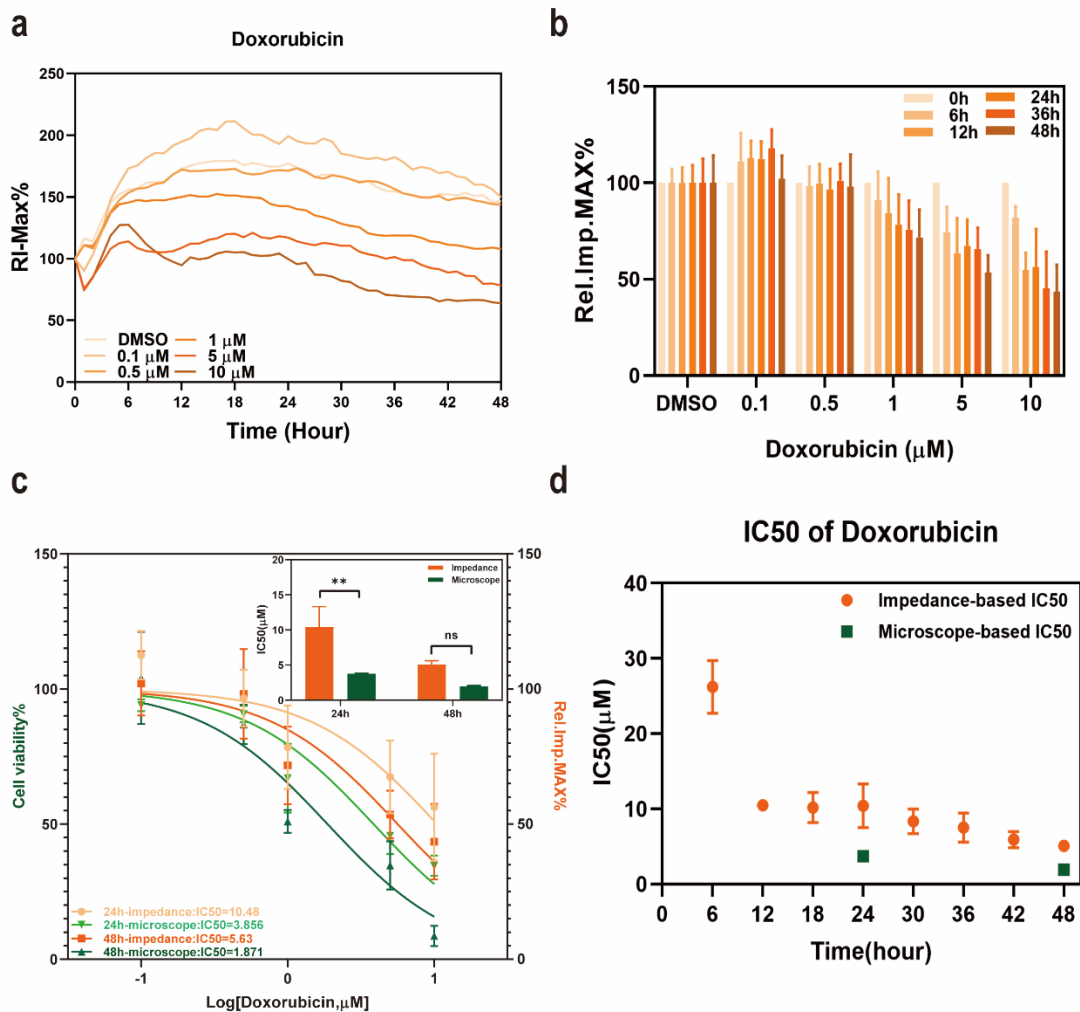 a
Doxorubicin
RI-Max%
250
200
150
100
50
0
DMSO
0.1 μM
0.5 μM
1 μM
5 μM
10 μM
0 6 12 18 24 30 36 42 48
Time (Hour)
b
Rel.Imp.MAX%
150
100
50
0
0h
6h
12h
24h
36h
48h
DMSO 0.1 0.5 1 5 10
Doxorubicin (μM)
c
Cell viability%
150
100
50
0
Rel.Imp.MAX%
150
100
50
0
IC50(μM)
20
15
10
5
0
Impedance
Microscope
**
ns
24h 48h
24h-impedance:IC50=10.48
24h-microscope:IC50=3.856
48h-impedance:IC50=5.63
48h-microscope:IC50=1.871
-1 0 1
Log[Doxorubicin,μM]
d
IC50 of Doxorubicin
IC50(μM)
40
30
20
10
0
Impedance-based IC50
Microscope-based IC50
0 6 12 18 24 30 36 42 48
Time(hour)